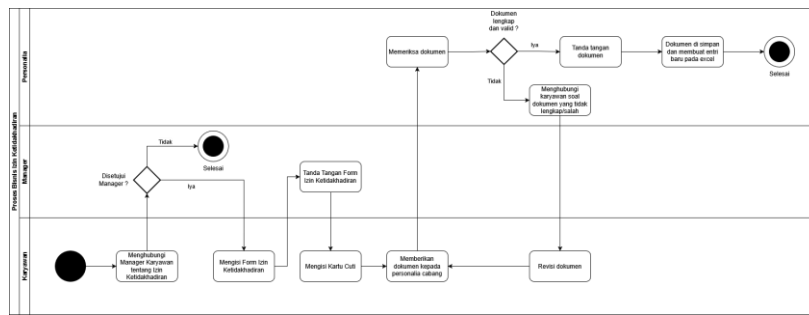 Proses Bisnis Izin Ketidakhadiran
Personalia
Memeriksa dokumen
Dokumen
lengkap
dan valid ?
Iya
Tidak
Tanda tangan
dokumen
Dokumen di simpan
dan membuat entri
baru pada excel
Selesai
Menghubungi
karyawan soal
dokumen yang tidak
lengkap/salah
Manager
Disetujui
Manager ?
Tidak
Selesai
Iya
Tanda Tangan Form
Izin Ketidakhadiran
Karyawan
Menghubungi
Manager Karyawan
tentang Izin
Ketidakhadiran
Mengisi Form Izin
Ketidakhadiran
Mengisi Kartu Cuti
Memberikan
dokumen kepada
personalia cabang
Revisi dokumen